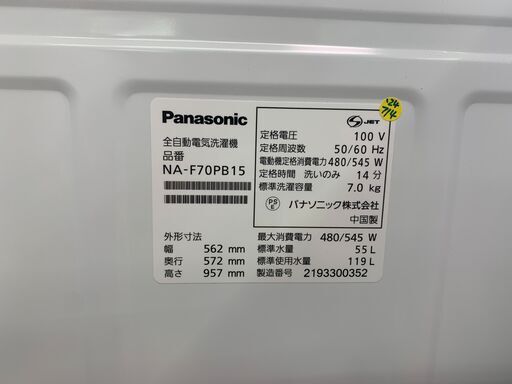 Panasonic
全自動電気洗濯機
品番
NA-F70PB15
外形寸法
幅 562 mm
奥行 572 mm
高さ 957 mm
S JET
'24
7/4
定格電圧 100 V
定格周波数 50/60 Hz
電動機定格消費電力 480/545 W
定格時間 洗いのみ 14 分
標準洗濯容量 7.0 kg
PS
E
パナソニック株式会社
中国製
最大消費電力 480/545 W
標準水量 55 L
標準使用水量 119 L
製造番号 2193300352